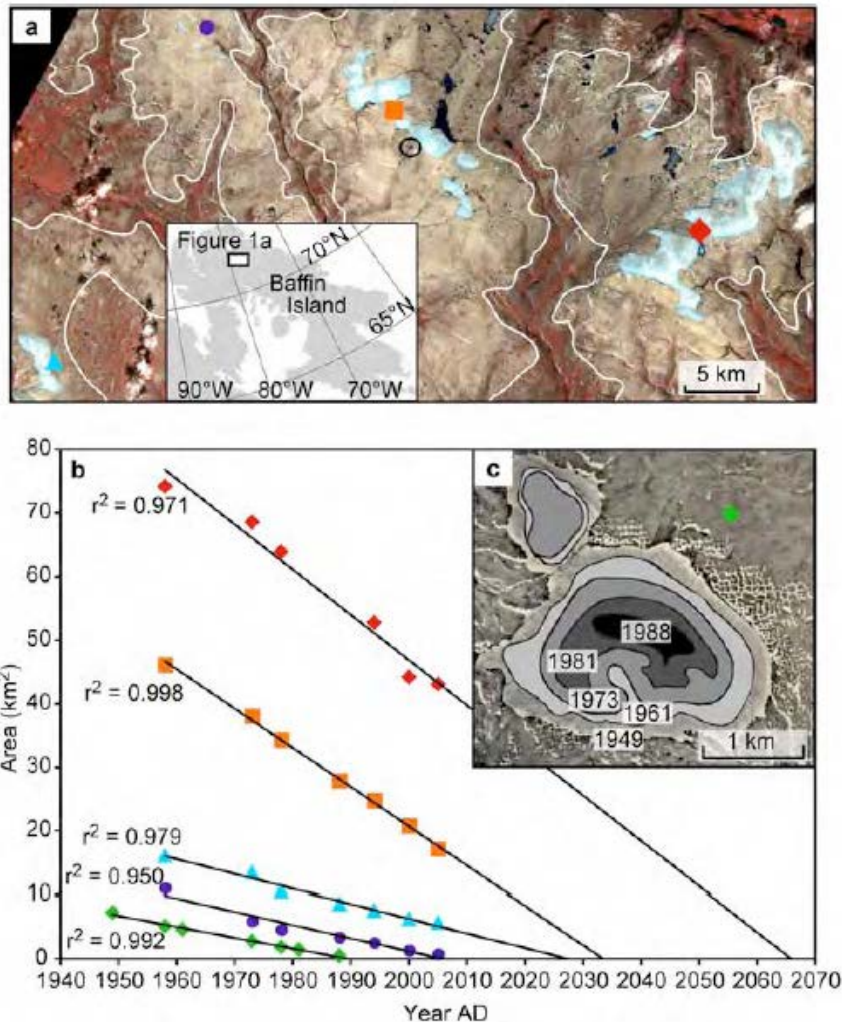 a
Figure 1a
70°N
Baffin
Island
65°N
90°W 80°W 70°W
5 km
80
70
60
50
40
30
20
10
0
Area (km²)
b
r² = 0.971
r² = 0.998
r² = 0.979
r² = 0.950
r² = 0.992
c
1988
1981
1973
1961
1949
1 km
1940 1950 1960 1970 1980 1990 2000 2010 2020 2030 2040 2050 2060 2070
Year AD